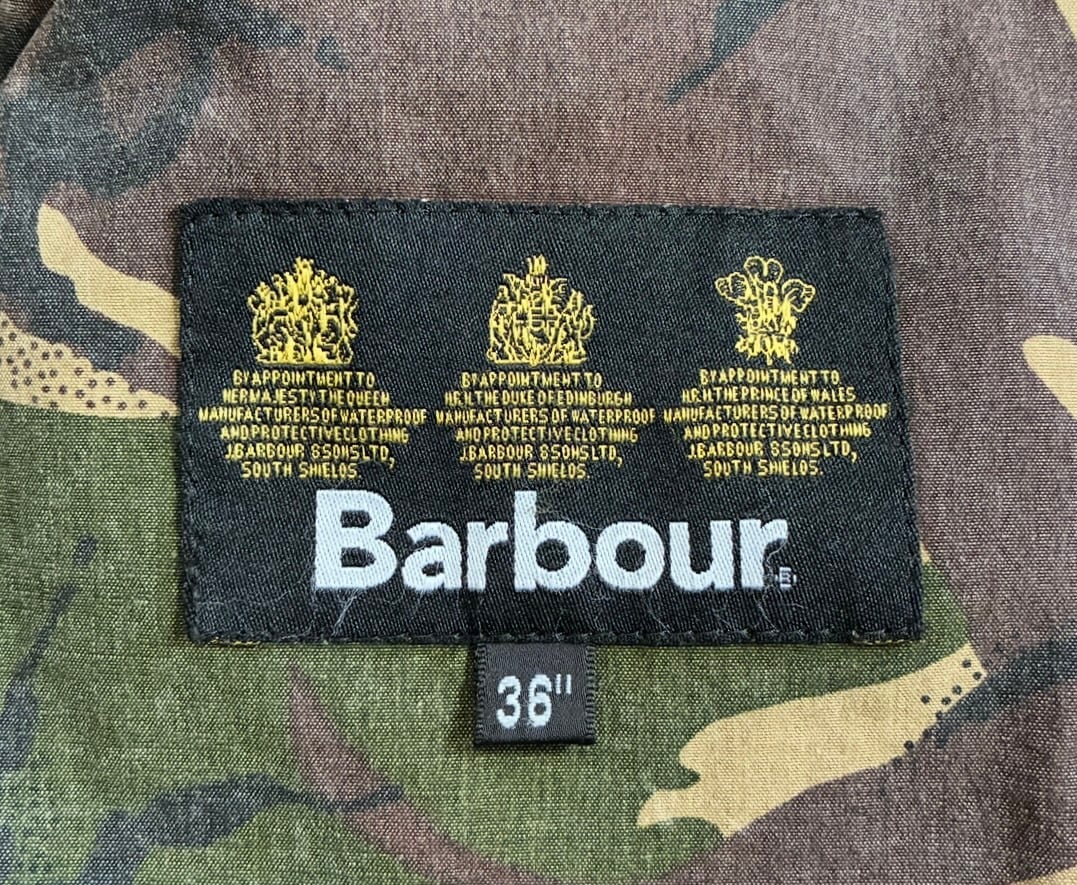 BY APPOINTMENT TO
HER MAJESTY THE QUEEN
MANUFACTURERS OF WATERPROOF
AND PROTECTIVE CLOTHING
J.BARBOUR & SONS LTD,
SOUTH SHIELDS.
BY APPOINTMENT TO
H.R.H. THE DUKE OF EDINBURGH
MANUFACTURERS OF WATERPROOF
AND PROTECTIVE CLOTHING
J.BARBOUR & SONS LTD,
SOUTH SHIELDS.
BY APPOINTMENT TO
H.R.H. THE PRINCE OF WALES
MANUFACTURERS OF WATERPROOF
AND PROTECTIVE CLOTHING
J.BARBOUR & SONS LTD,
SOUTH SHIELDS.
Barbour
36"